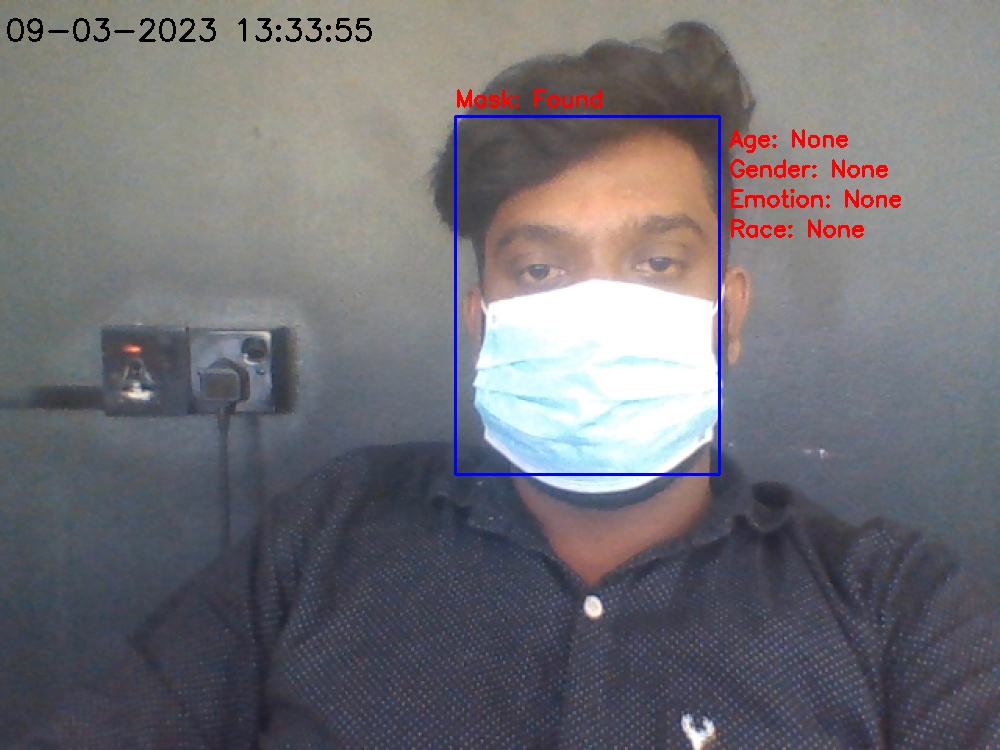 09-03-2023 13:33:55
Mask: Found
Age: None
Gender: None
Emotion: None
Race: None